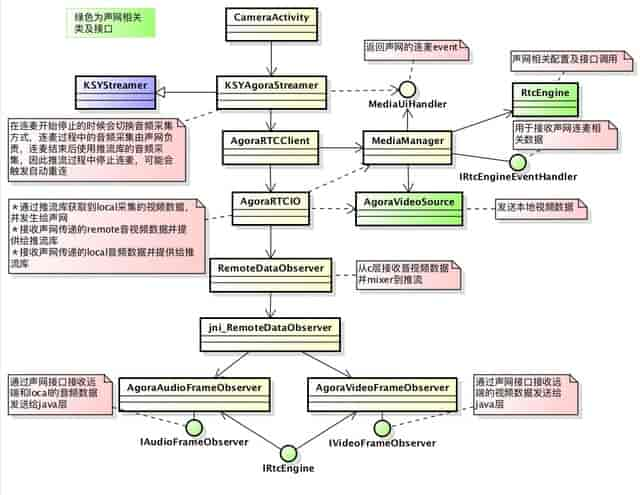 绿色为声网相关
类及接口
CameraActivity
返回声网的连麦event
声网相关配置及接口调用
KSYStreamer
KSYAgoraStreamer
MediaUiHandler
RtcEngine
在连麦开始停止的时候会切换音频采集
方式，连麦过程中的音频采集由声网负
责，连麦结束后使用推流库的音频采
集，因此推流过程中停止连麦，可能会
触发自动重连
AgoraRTCClient
MediaManager
用于接收声网连麦相
关数据
IRtcEngineEventHandler
*通过推流库获取到local采集的视频数据，
并发生给声网
*接收声网传递的remote音视频数据并提
供给推流库
*接收声网传递的local音频数据并提供给推
流库
AgoraRTCIO
AgoraVideoSource
发送本地视频数据
RemoteDataObserver
从c层接收音视频数据
并mixer到推流
jni_RemoteDataObserver
通过声网接口接收远
端和local的音频数据
发送给java层
AgoraAudioFrameObserver
AgoraVideoFrameObserver
通过声网接口接收远
端的视频数据发送给
java层
IAudioFrameObserver
IVideoFrameObserver
IRtcEngine